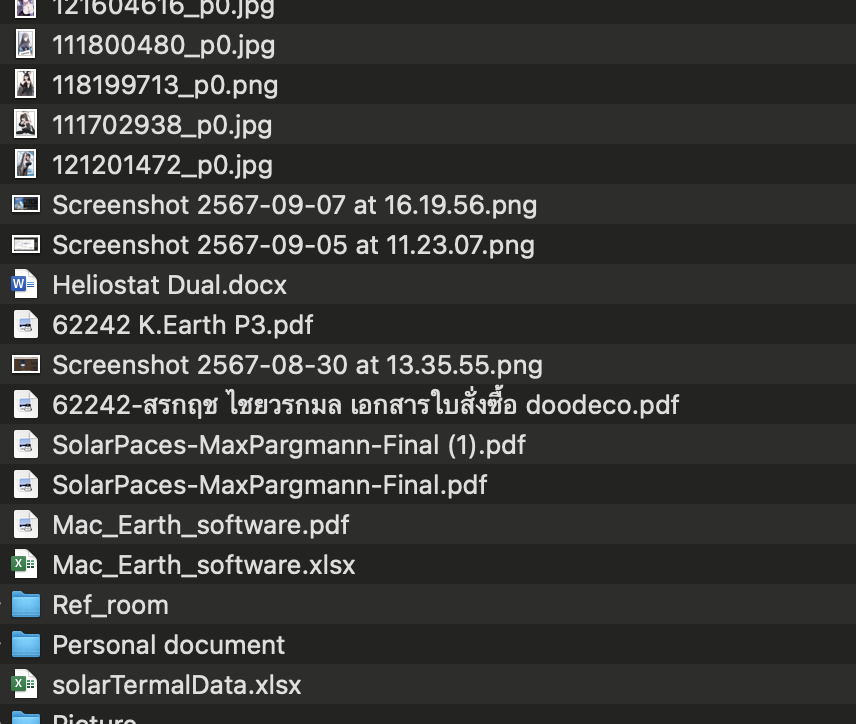 121604616_p0.jpg
111800480_p0.jpg
118199713_p0.png
111702938_p0.jpg
121201472_p0.jpg
Screenshot 2567-09-07 at 16.19.56.png
Screenshot 2567-09-05 at 11.23.07.png
Heliostat Dual.docx
62242 K.Earth P3.pdf
Screenshot 2567-08-30 at 13.35.55.png
62242-สรกฤช ไชยวรกมล เอกสารใบสั่งซื้อ doodeco.pdf
SolarPaces-MaxPargmann-Final (1).pdf
SolarPaces-MaxPargmann-Final.pdf
Mac_Earth_software.pdf
Mac_Earth_software.xlsx
Ref_room
Personal document
solarTermalData.xlsx
Picture